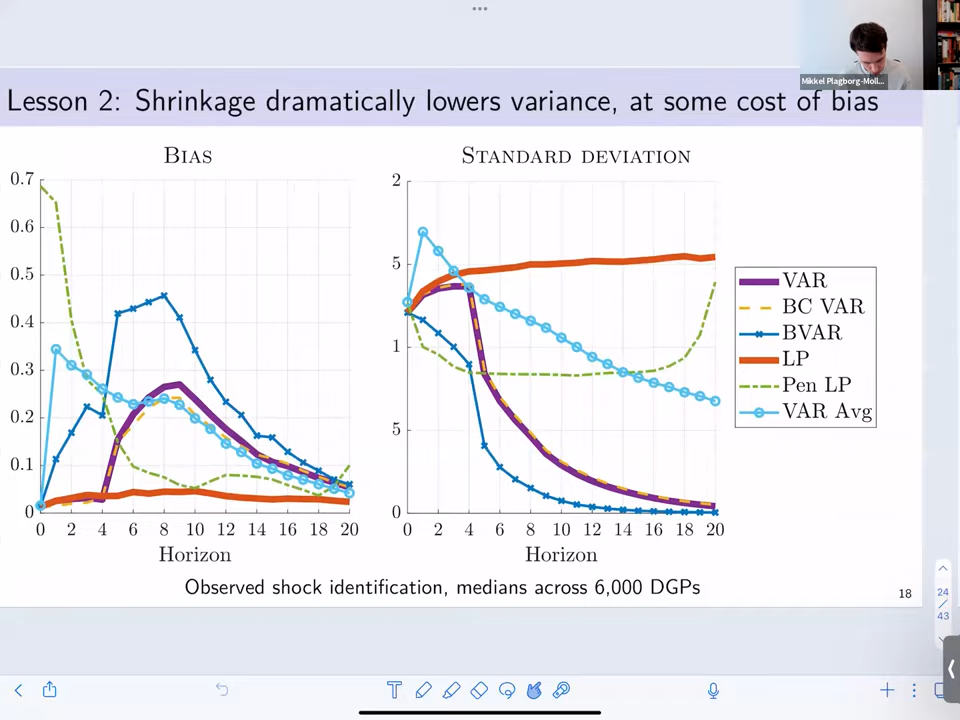 Mikkel Plagborg-Moll...
Lesson 2: Shrinkage dramatically lowers variance, at some cost of bias
BIAS
0.7
0.6
0.5
0.4
0.3
0.2
0.1
0
0 2 4 6 8 10 12 14 16 18 20
Horizon
STANDARD DEVIATION
2
5
1
5
0
0 2 4 6 8 10 12 14 16 18 20
Horizon
VAR
BC VAR
BVAR
LP
Pen LP
VAR Avg
Observed shock identification, medians across 6,000 DGPs
18
24
/
43
T